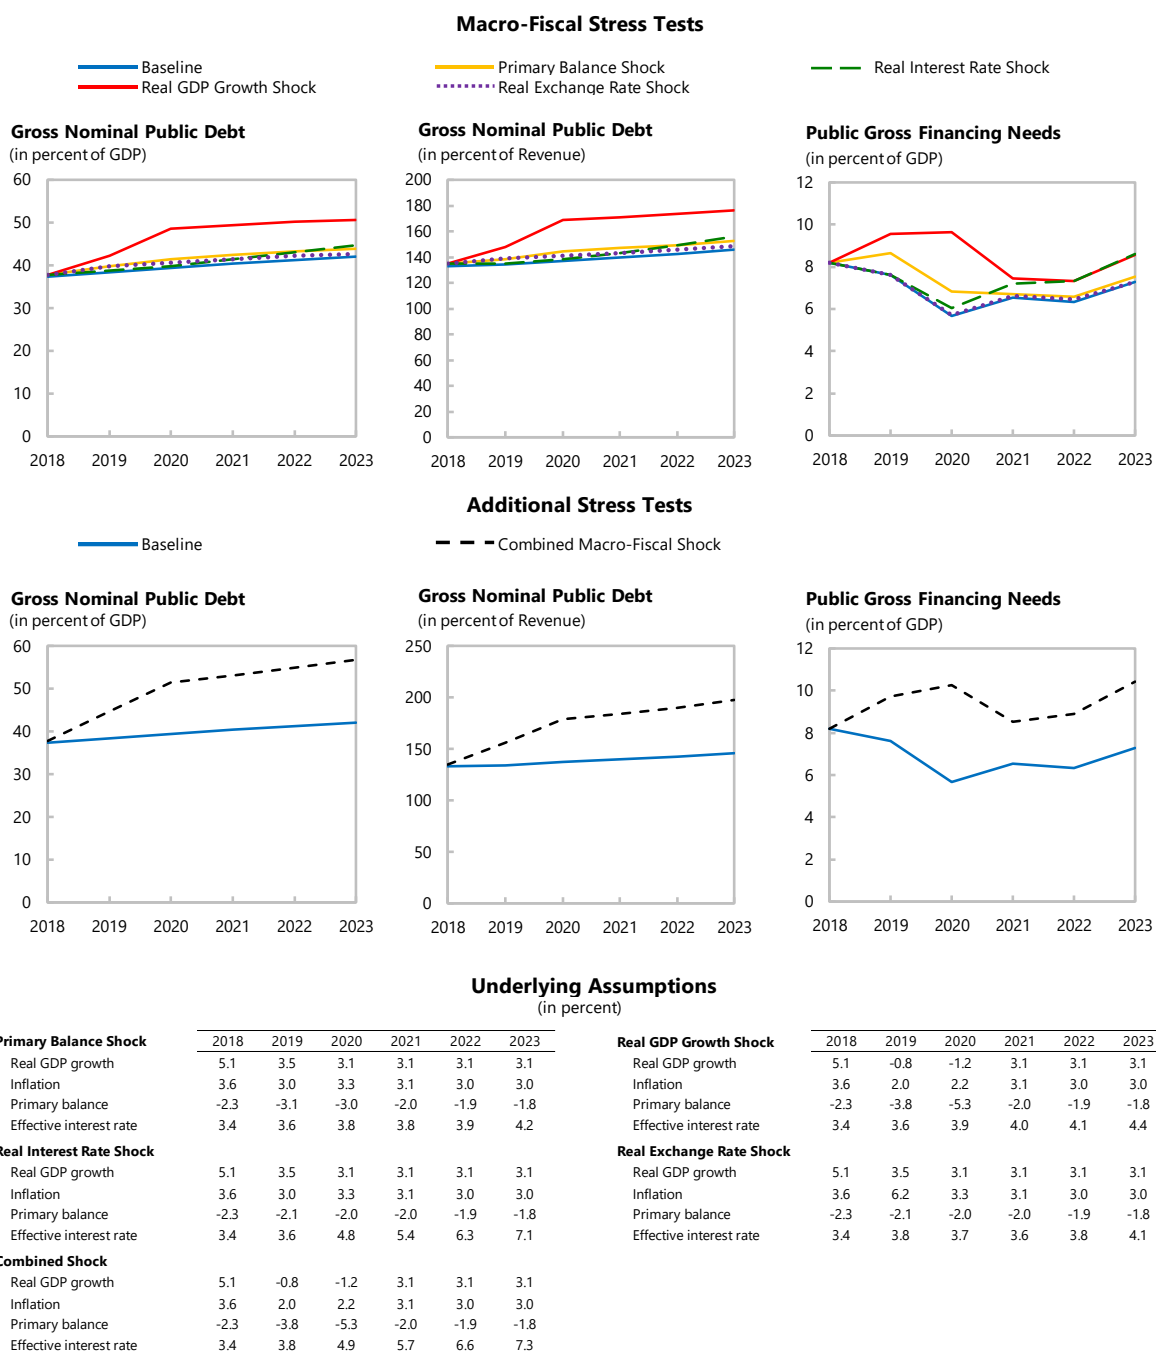 Macro-Fiscal Stress Tests
Baseline
Primary Balance Shock
Real Interest Rate Shock
Real GDP Growth Shock
Real Exchange Rate Shock
Gross Nominal Public Debt
(in percent of GDP)
60
50
40
30
20
10
0
2018 2019 2020 2021 2022 2023
Gross Nominal Public Debt
(in percent of Revenue)
200
180
160
140
120
100
80
60
40
20
0
2018 2019 2020 2021 2022 2023
Public Gross Financing Needs
(in percent of GDP)
12
10
8
6
4
2
0
2018 2019 2020 2021 2022 2023
Additional Stress Tests
Baseline
Combined Macro-Fiscal Shock
Gross Nominal Public Debt
(in percent of GDP)
60
50
40
30
20
10
0
2018 2019 2020 2021 2022 2023
Gross Nominal Public Debt
(in percent of Revenue)
250
200
150
100
50
0
2018 2019 2020 2021 2022 2023
Public Gross Financing Needs
(in percent of GDP)
12
10
8
6
4
2
0
2018 2019 2020 2021 2022 2023
Underlying Assumptions
(in percent)
Primary Balance Shock 2018 2019 2020 2021 2022 2023
Real GDP growth 5.1 3.5 3.1 3.1 3.1 3.1
Inflation 3.6 3.0 3.3 3.1 3.0 3.0
Primary balance -2.3 -3.1 -3.0 -2.0 -1.9 -1.8
Effective interest rate 3.4 3.6 3.8 3.8 3.9 4.2
Real Interest Rate Shock
Real GDP growth 5.1 3.5 3.1 3.1 3.1 3.1
Inflation 3.6 3.0 3.3 3.1 3.0 3.0
Primary balance -2.3 -2.1 -2.0 -2.0 -1.9 -1.8
Effective interest rate 3.4 3.6 4.8 5.4 6.3 7.1
Combined Shock
Real GDP growth 5.1 -0.8 -1.2 3.1 3.1 3.1
Inflation 3.6 2.0 2.2 3.1 3.0 3.0
Primary balance -2.3 -3.8 -5.3 -2.0 -1.9 -1.8
Effective interest rate 3.4 3.8 4.9 5.7 6.6 7.3
Real GDP Growth Shock 2018 2019 2020 2021 2022 2023
Real GDP growth 5.1 -0.8 -1.2 3.1 3.1 3.1
Inflation 3.6 2.0 2.2 3.1 3.0 3.0
Primary balance -2.3 -3.8 -5.3 -2.0 -1.9 -1.8
Effective interest rate 3.4 3.6 3.9 4.0 4.1 4.4
Real Exchange Rate Shock
Real GDP growth 5.1 3.5 3.1 3.1 3.1 3.1
Inflation 3.6 6.2 3.3 3.1 3.0 3.0
Primary balance -2.3 -2.1 -2.0 -2.0 -1.9 -1.8
Effective interest rate 3.4 3.8 3.7 3.6 3.8 4.1